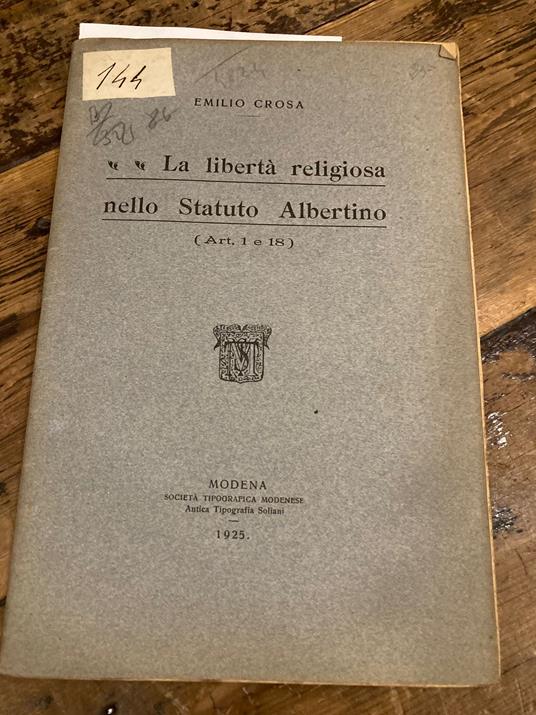 144
EMILIO CROSA
La libertà religiosa
nello Statuto Albertino
(Art. 1 e 18)
MODENA
SOCIETÀ TIPOGRAFICA MODENESE
Antica Tipografia Soliani
1925.